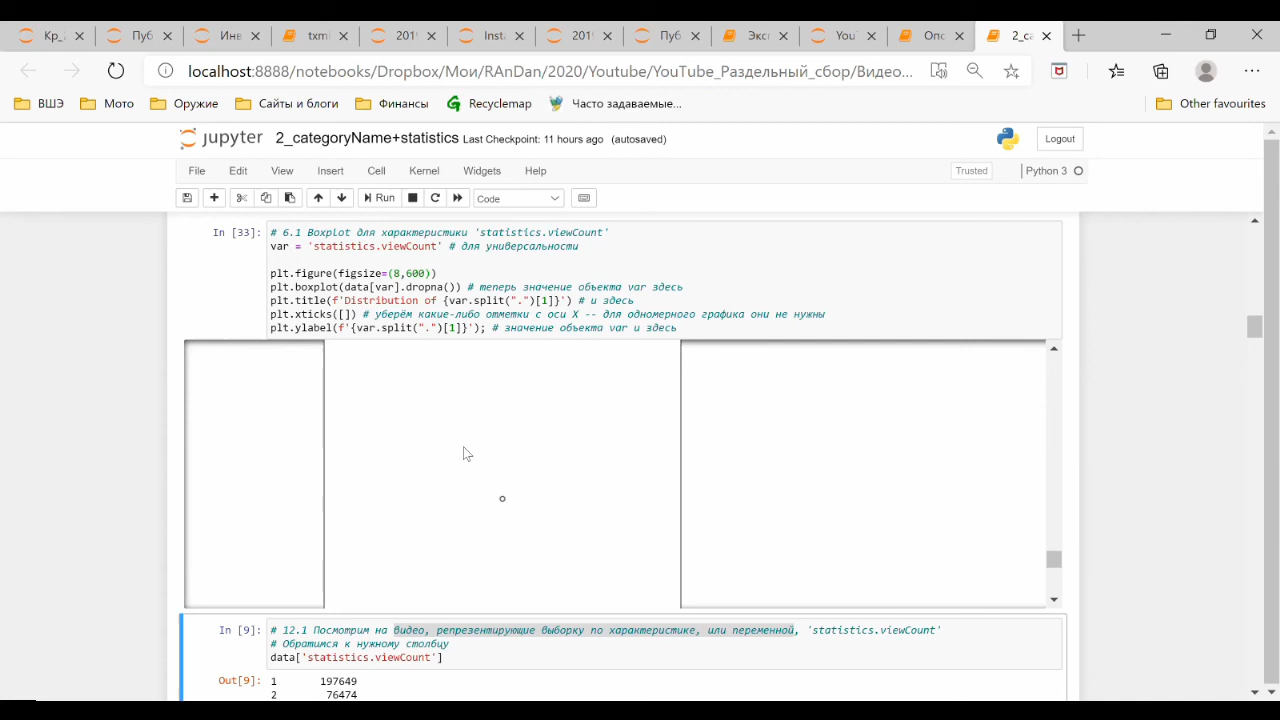 Кр_ Пуб Инв txml 201 Insta 201 Пуб Экс You Опс 2_ca
localhost:8888/notebooks/Dropbox/Мои/RAnDan/2020/Youtube/YouTube_Раздельный_сбор/Видео...
ВШЭ Мото Оружие Сайты и блоги Финансы Recyclemap Часто задаваемые... Other favourites
jupyter 2_categoryName+statistics Last Checkpoint: 11 hours ago (autosaved) Logout
File Edit View Insert Cell Kernel Widgets Help Trusted Python 3
Run Code
In [33]: # 6.1 Boxplot для характеристики 'statistics.viewCount'
var = 'statistics.viewCount' # для универсальности
plt.figure(figsize=(8,600))
plt.boxplot(data[var].dropna()) # теперь значение объекта var здесь
plt.title(f'Distribution of {var.split(".")[1]}') # и здесь
plt.xticks([]) # уберём какие-либо отметки с оси X -- для одномерного графика они не нужны
plt.ylabel(f'{var.split(".")[1]}'); # значение объекта var и здесь
In [9]: # 12.1 Посмотрим на видео, репрезентирующие выборку по характеристике, или переменной, 'statistics.viewCount'
# Обратимся к нужному столбцу
data['statistics.viewCount']
Out[9]: 1 197649
2 76474